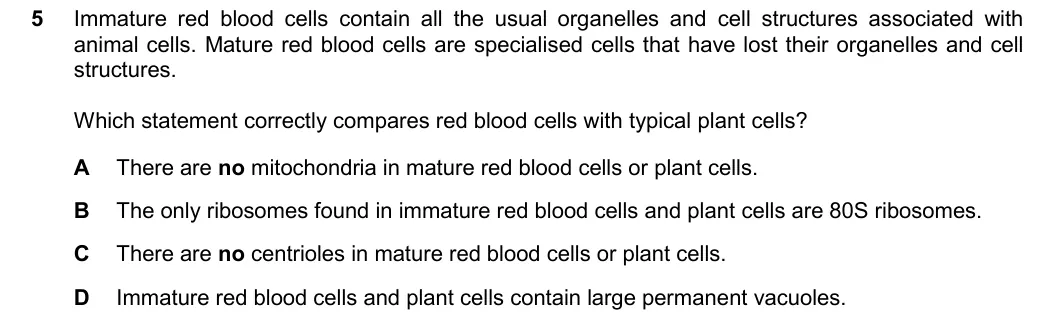 5 Immature red blood cells contain all the usual organelles and cell structures associated with
animal cells. Mature red blood cells are specialised cells that have lost their organelles and cell
structures.
Which statement correctly compares red blood cells with typical plant cells?
A There are no mitochondria in mature red blood cells or plant cells.
B The only ribosomes found in immature red blood cells and plant cells are 80S ribosomes.
C There are no centrioles in mature red blood cells or plant cells.
D Immature red blood cells and plant cells contain large permanent vacuoles.